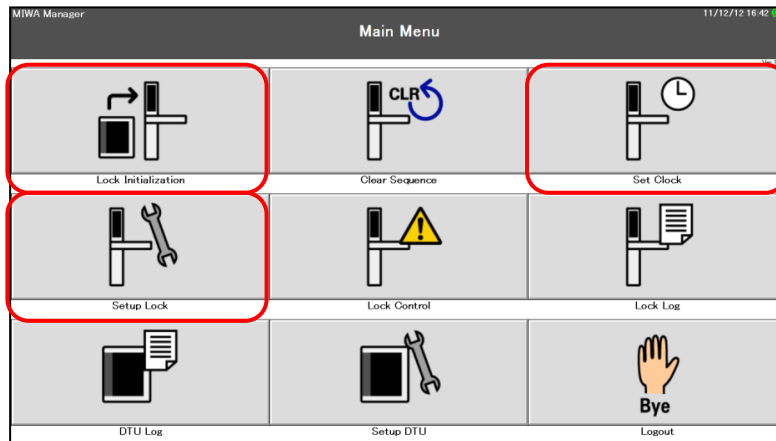 MIWA Manager
11/12/12 16:42
Main Menu
Ver
CLR
Lock Initialization
Clear Sequence
Set Clock
Setup Lock
Lock Control
Lock Log
Bye
DTU Log
Setup DTU
Logout